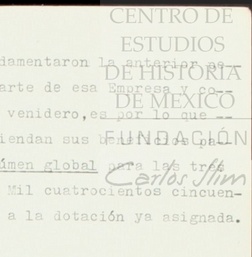 CENTRO DE
ESTUDIOS
DE HISTORIA
DE MÉXICO
FUNDACIÓN
Carlos Slim
damentaron la anterior pe--
arte de esa Empresa y co--
venidero, es por lo que --
iendan sus beneficios pa--
úmen global para las tres
Mil cuatrocientos cincuen-
a la dotación ya asignada.